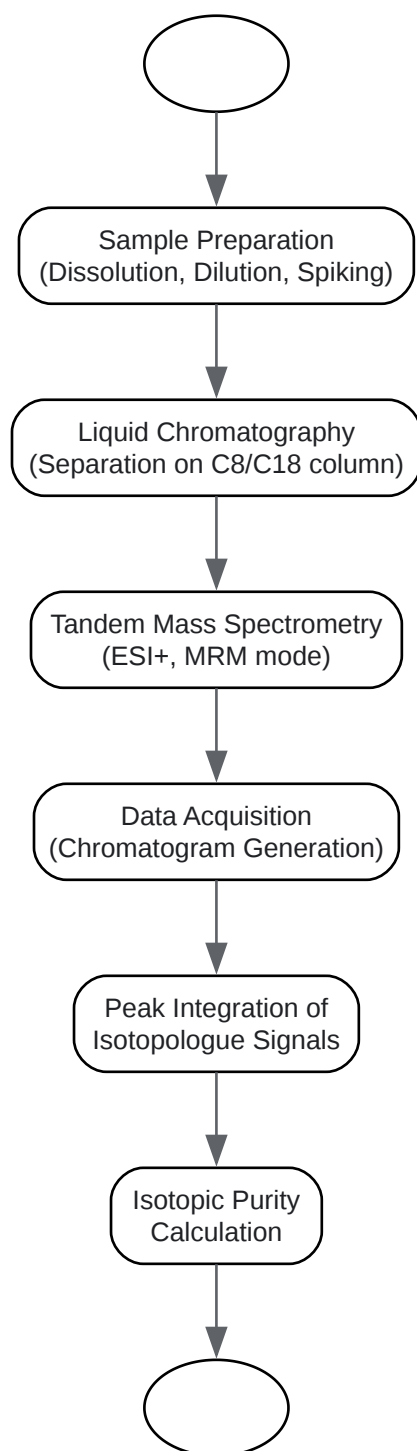 Sample Preparation
(Dissolution, Dilution, Spiking)
Liquid Chromatography
(Separation on C8/C18 column)
Tandem Mass Spectrometry
(ESI+, MRM mode)
Data Acquisition
(Chromatogram Generation)
Peak Integration of
Isotopologue Signals
Isotopic Purity
Calculation